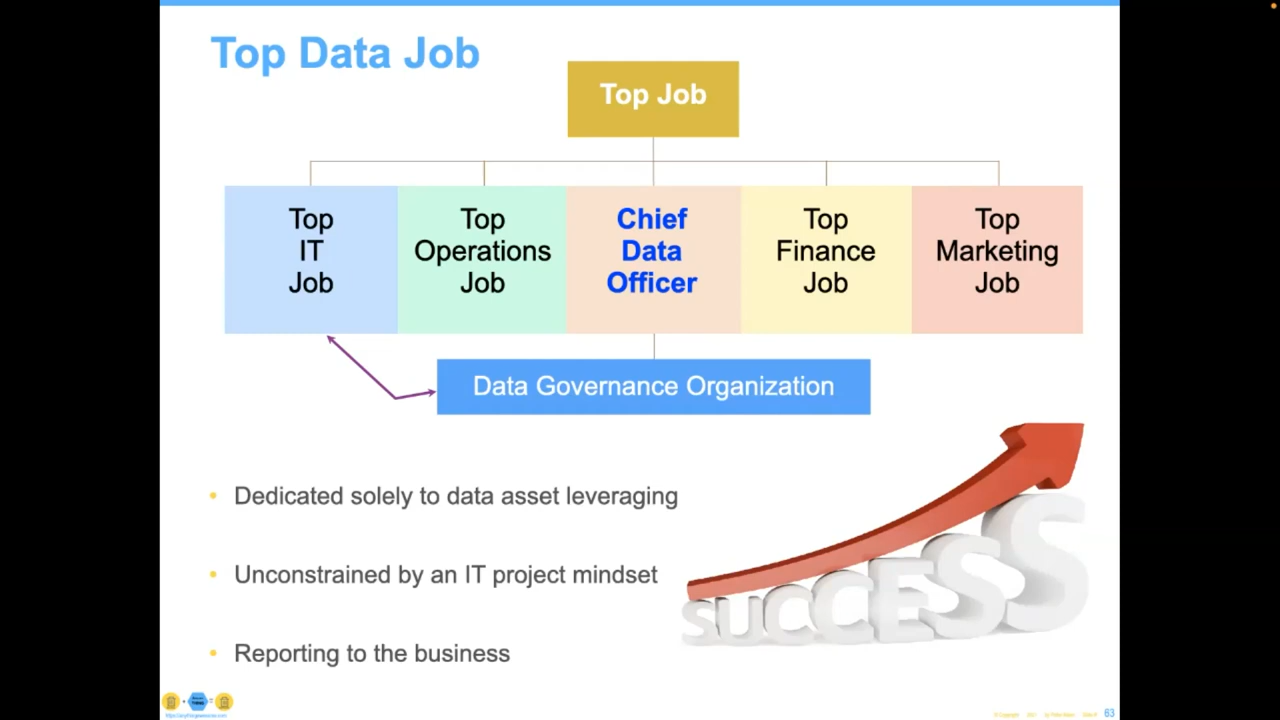 Top Data Job
Top Job
Top
IT
Job
Top
Operations
Job
Chief
Data
Officer
Top
Finance
Job
Top
Marketing
Job
Data Governance Organization
• Dedicated solely to data asset leveraging
• Unconstrained by an IT project mindset
• Reporting to the business
SUCCESS
63